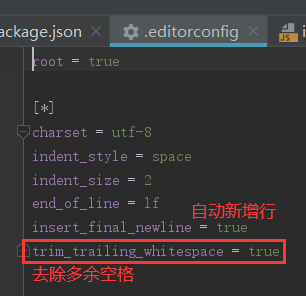 ackage.json
.editorconfig
JS
root = true
[*]
charset = utf-8
indent_style = space
indent_size = 2
end_of_line = lf
自动新增行
insert_final_newline = true
trim_trailing_whitespace = true
去除多余空格